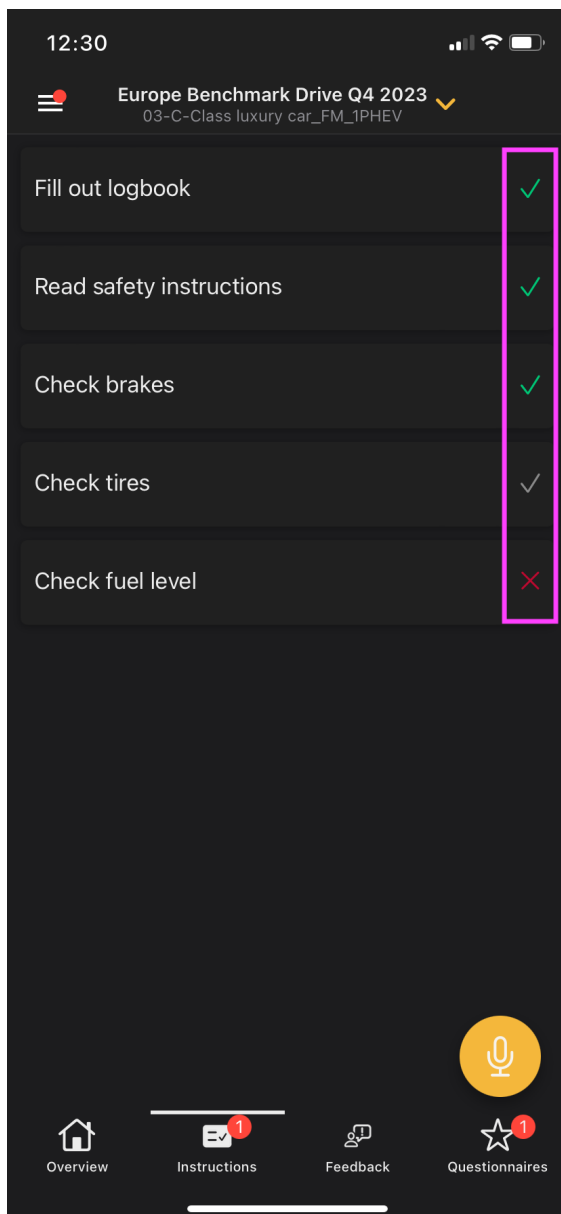 12:30
Europe Benchmark Drive Q4 2023
03-C-Class luxury car_FM_1PHEV
Fill out logbook
Read safety instructions
Check brakes
Check tires
Check fuel level
1
1
Overview
Instructions
Feedback
Questionnaires